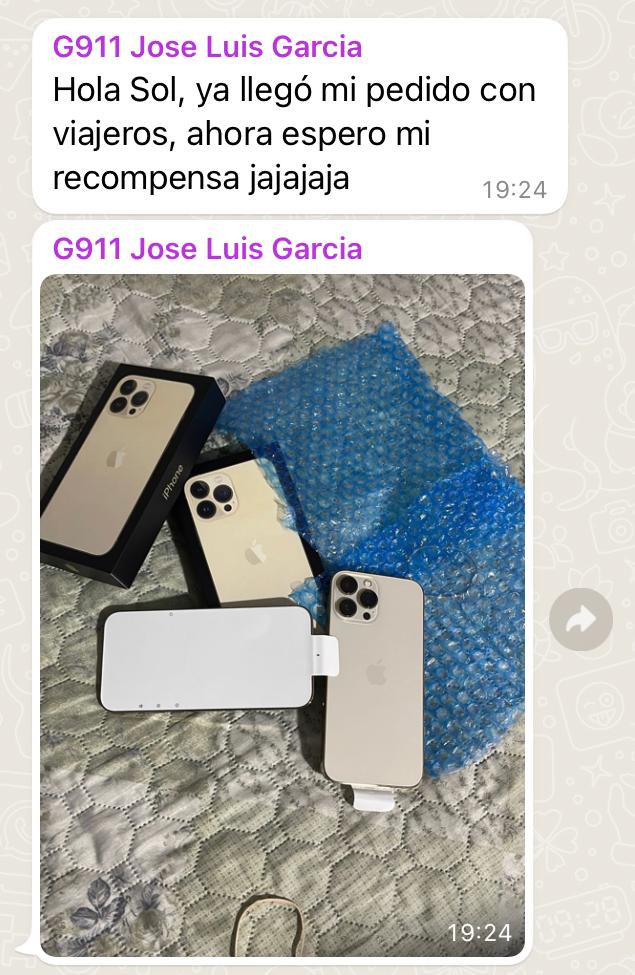 G911 Jose Luis Garcia
Hola Sol, ya llegó mi pedido con
viajeros, ahora espero mi
recompensa jajajaja
19:24
G911 Jose Luis Garcia
iPhone
19:24